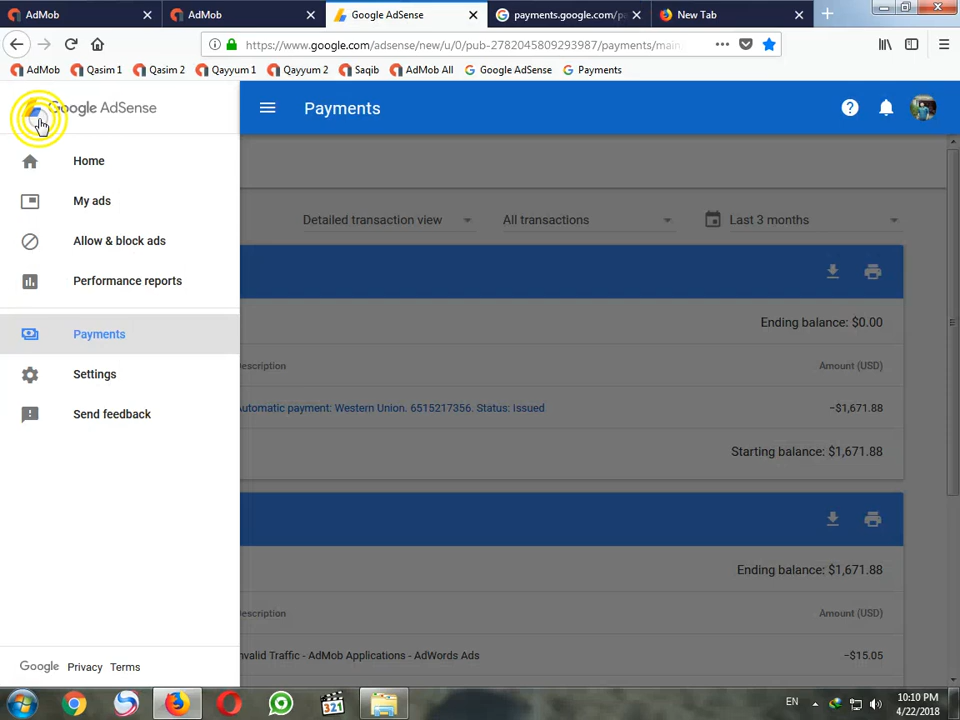 AdMob
AdMob
Google AdSense
payments.google.com/p
New Tab
https://www.google.com/adsense/new/u/0/pub-2782045809293987/payments/main
AdMob
Qasim 1
Qasim 2
Qayyum 1
Qayyum 2
Saqib
AdMob All
Google AdSense
Payments
Google AdSense
Payments
Home
My ads
Allow & block ads
Performance reports
Payments
Settings
Send feedback
Detailed transaction view
All transactions
Last 3 months
Ending balance: $0.00
Description
Amount (USD)
Automatic payment: Western Union. 6515217356. Status: Issued
−$1,671.88
Starting balance: $1,671.88
Ending balance: $1,671.88
Description
Amount (USD)
Invalid Traffic - AdMob Applications - AdWords Ads
−$15.05
Google Privacy Terms
321
EN
10:10 PM
4/22/2018